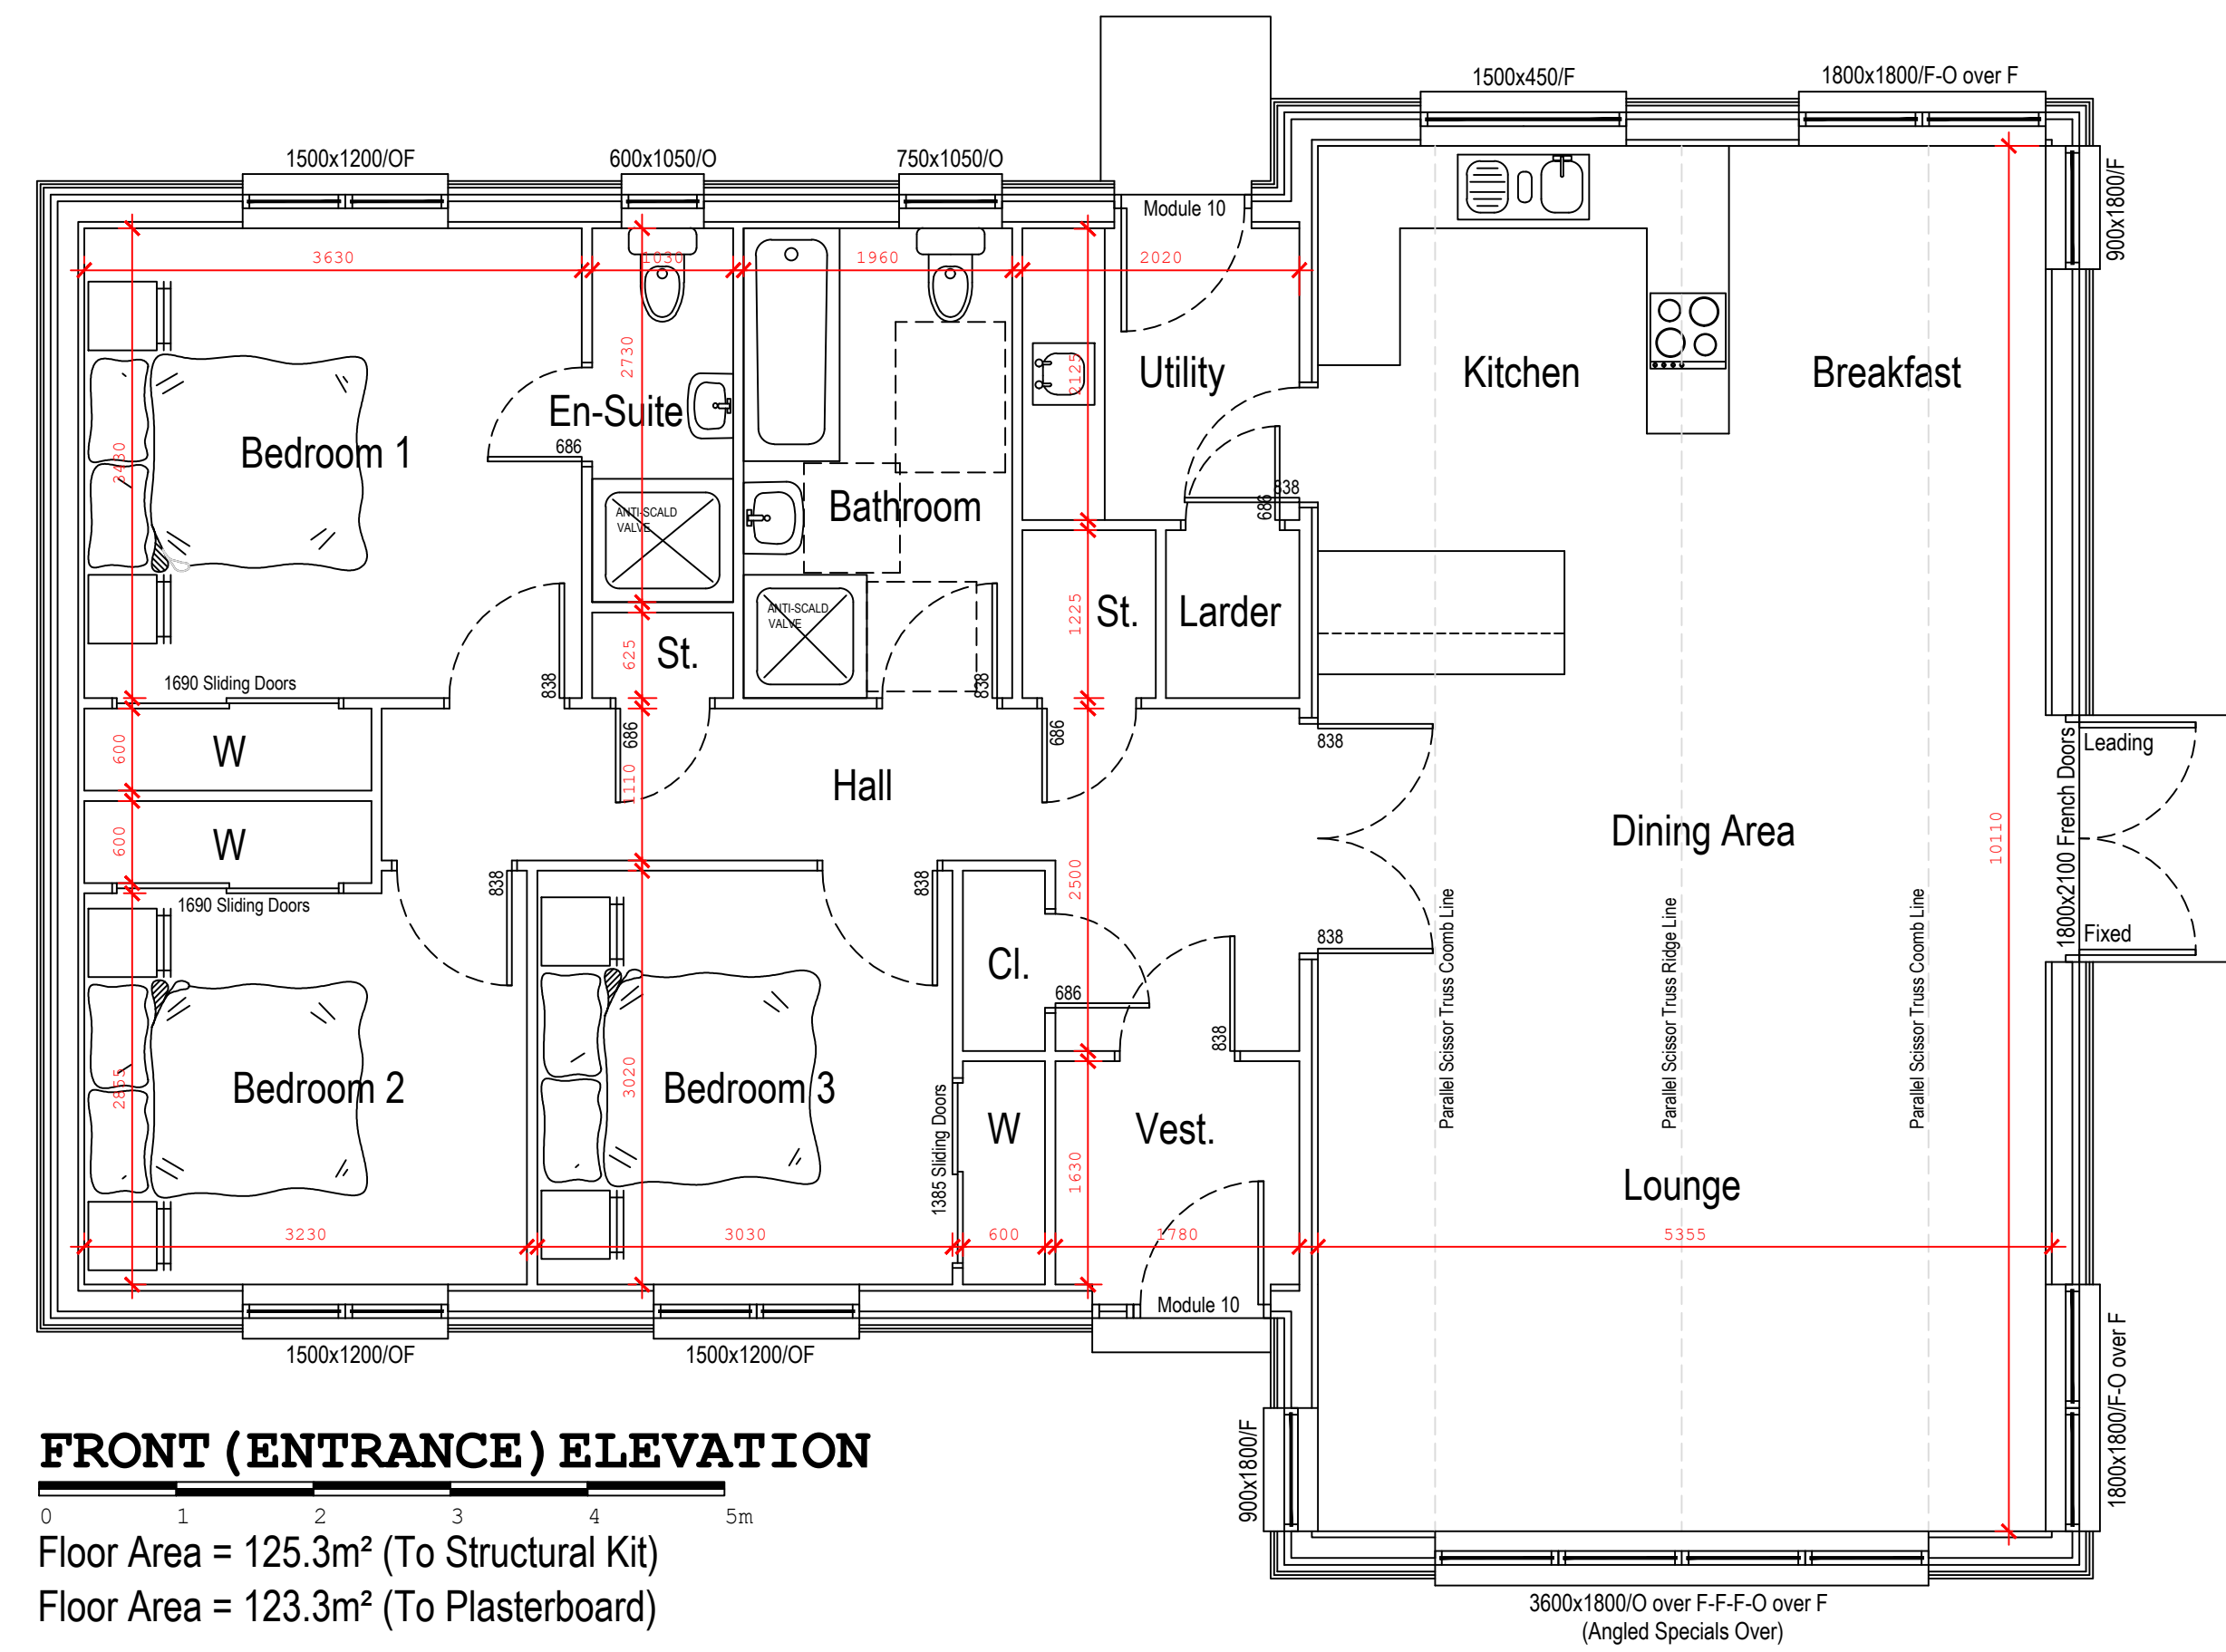 1500x450/F
1800x1800/F-O over F
1500x1200/OF
600x1050/O
750x1050/O
Module 10
900x1800/F
3630
1030
1960
2020
2730
2125
Utility
Kitchen
Breakfast
En-Suite
686
Bedroom 1
3430
838
686
ANTI-SCALD
VALVE
Bathroom
ANTI-SCALD
VALVE
1225
St.
Larder
625
St.
1690 Sliding Doors
838
838
600
W
686
1110
686
838
Leading
Hall
Dining Area
10110
1800x2100 French Doors
600
W
838
1690 Sliding Doors
838
2500
838
Fixed
Parallel Scissor Truss Coomb Line
Parallel Scissor Truss Ridge Line
Parallel Scissor Truss Coomb Line
Cl.
686
838
2855
Bedroom 2
3020
Bedroom 3
1385 Sliding Doors
W
Vest.
1630
Lounge
3230
3030
600
1780
5355
Module 10
1500x1200/OF
1500x1200/OF
900x1800/F
1800x1800/F-O over F
FRONT(ENTRANCE)ELEVATION
0 1 2 3 4 5m
Floor Area = 125.3m² (To Structural Kit)
Floor Area = 123.3m² (To Plasterboard)
3600x1800/O over F-F-F-O over F
(Angled Specials Over)